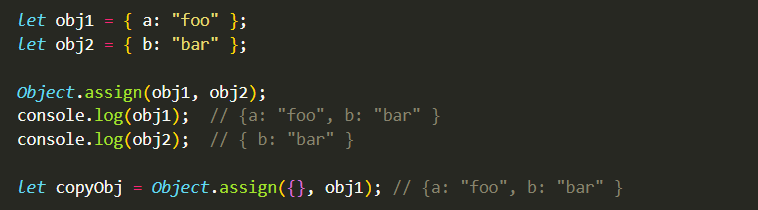 let obj1 = { a: "foo" };
let obj2 = { b: "bar" };
Object.assign(obj1, obj2);
console.log(obj1);  // {a: "foo", b: "bar" }
console.log(obj2);  // { b: "bar" }
let copyObj = Object.assign({}, obj1); // {a: "foo", b: "bar" }